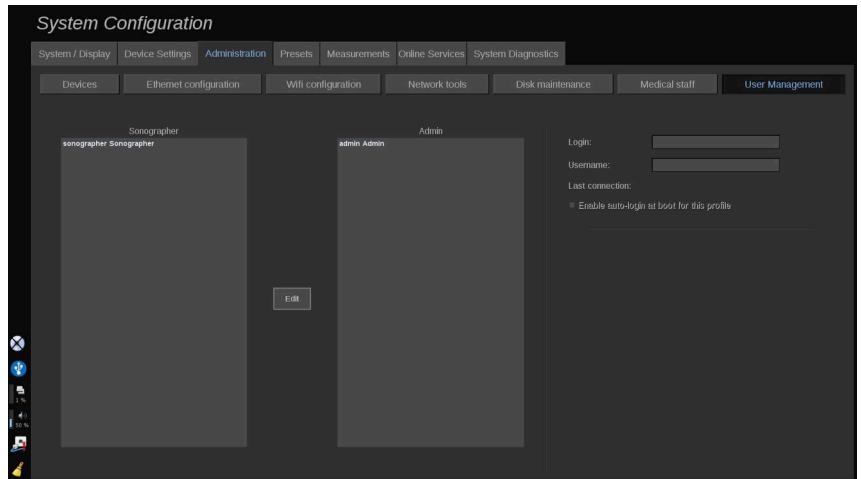 System Configuration
System / Display Device Settings Administration Presets Measurements Online Services System Diagnostics
Devices Ethernet configuration Wifi configuration Network tools Disk maintenance Medical staff User Management
Sonographer Admin
sonographer Sonographer admin Admin
Login:
Username:
Last connection:
Enable auto-login at boot for this profile
Edit
1 %
50 %